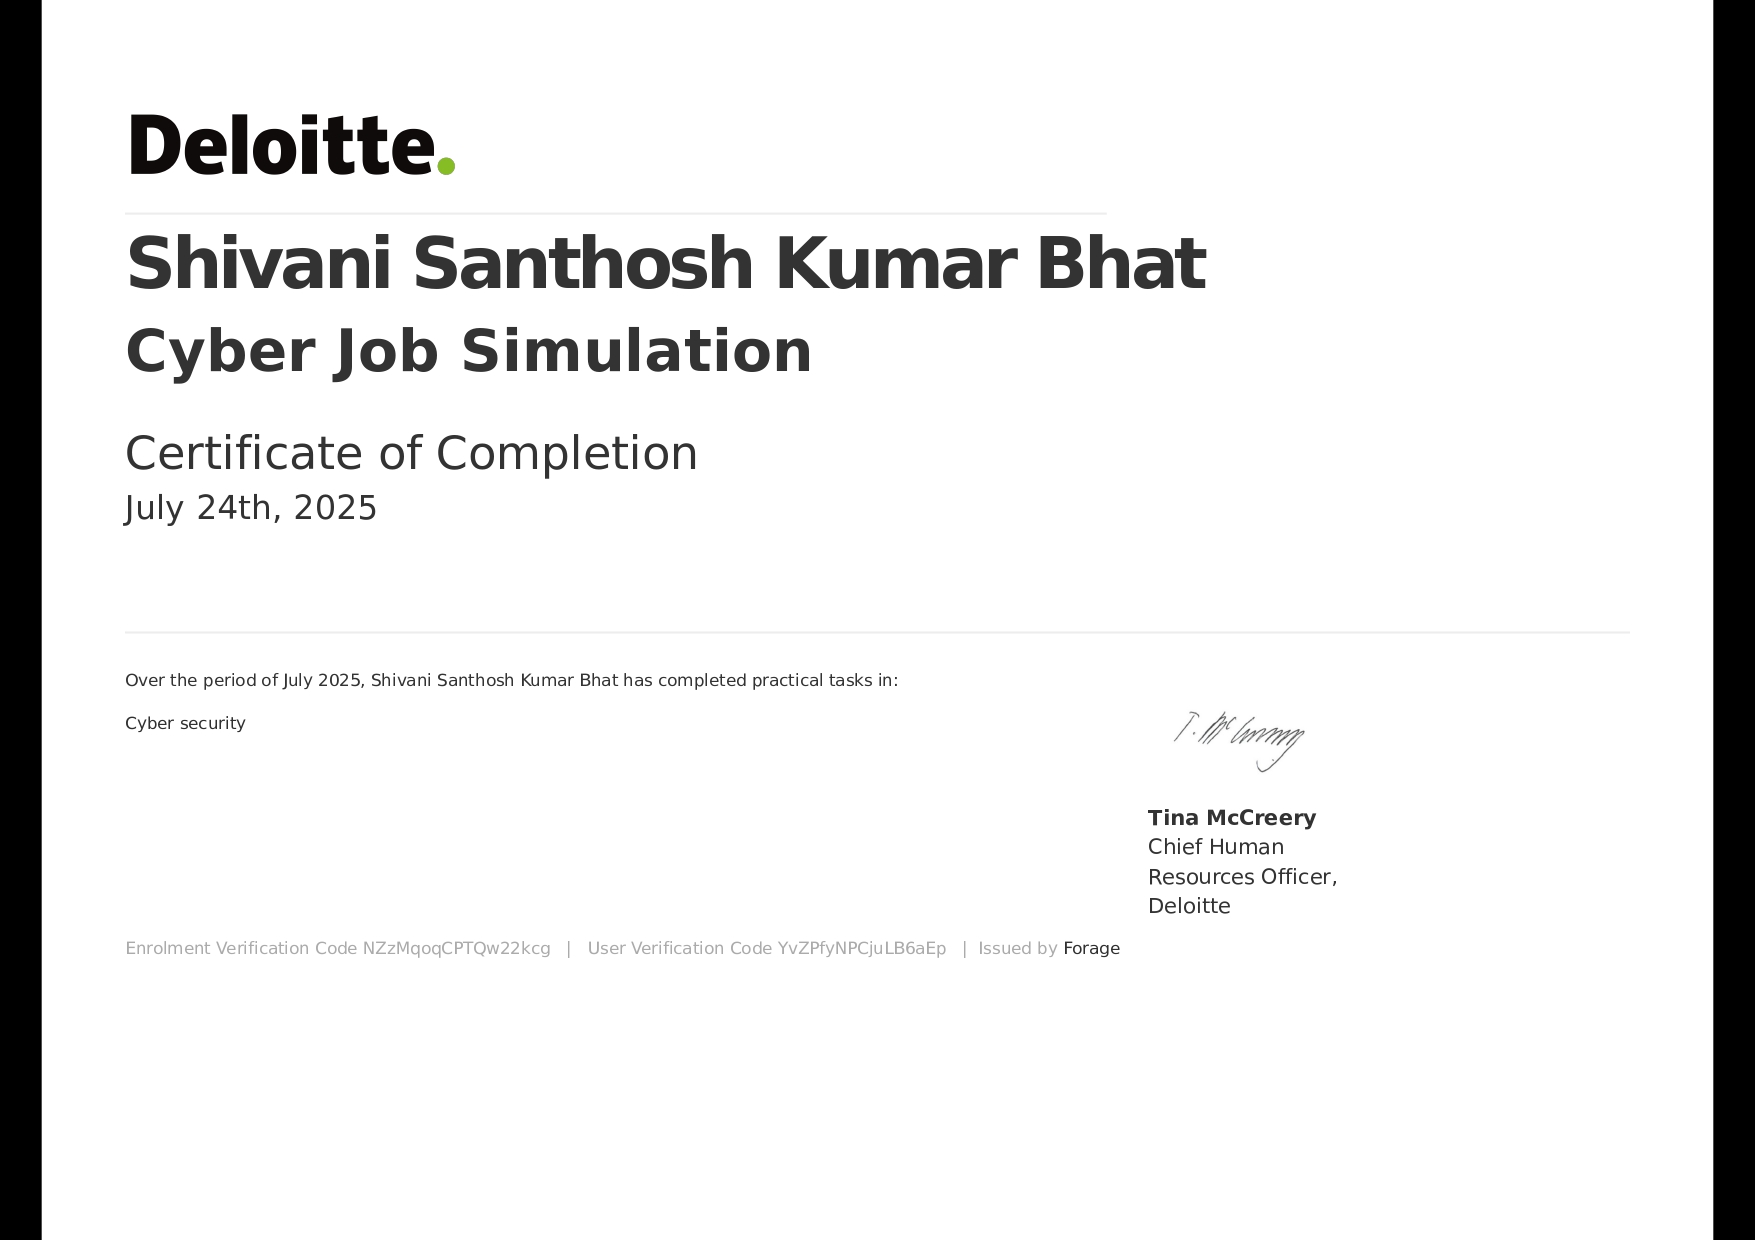 Deloitte.
Shivani Santhosh Kumar Bhat
Cyber Job Simulation
Certificate of Completion
July 24th, 2025
Over the period of July 2025, Shivani Santhosh Kumar Bhat has completed practical tasks in:
Cyber security
T. McCreery
Tina McCreery
Chief Human
Resources Officer,
Deloitte
Enrolment Verification Code NZzMqoqCPTQw22kcg | User Verification Code YvZPfyNPCjuLB6aEp | Issued by Forage